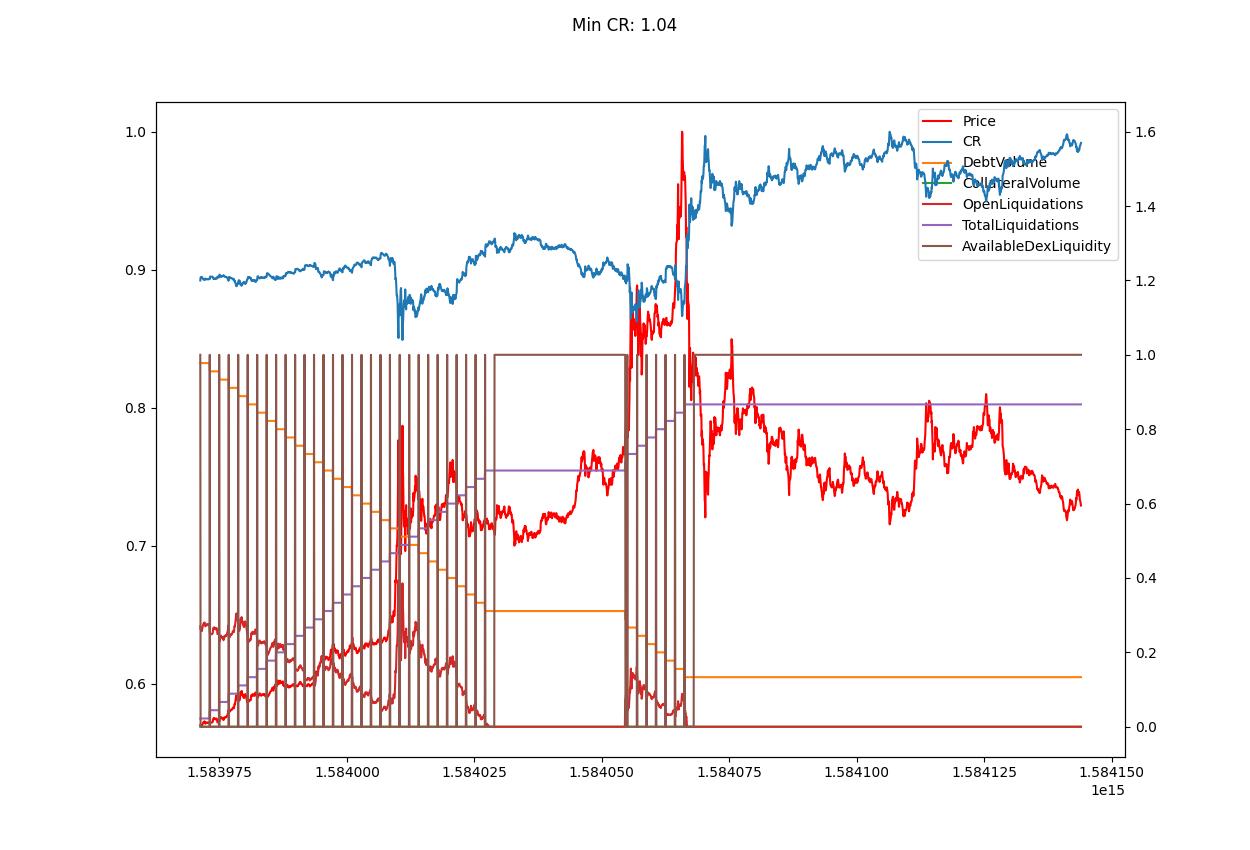 Min CR: 1.04
1.0
0.9
0.8
0.7
0.6
1.6
1.4
1.2
1.0
0.8
0.6
0.4
0.2
0.0
Price
CR
DebtVolume
CollateralVolume
OpenLiquidations
TotalLiquidations
AvailableDexLiquidity
1.583975 1.584000 1.584025 1.584050 1.584075 1.584100 1.584125 1.584150
1e15